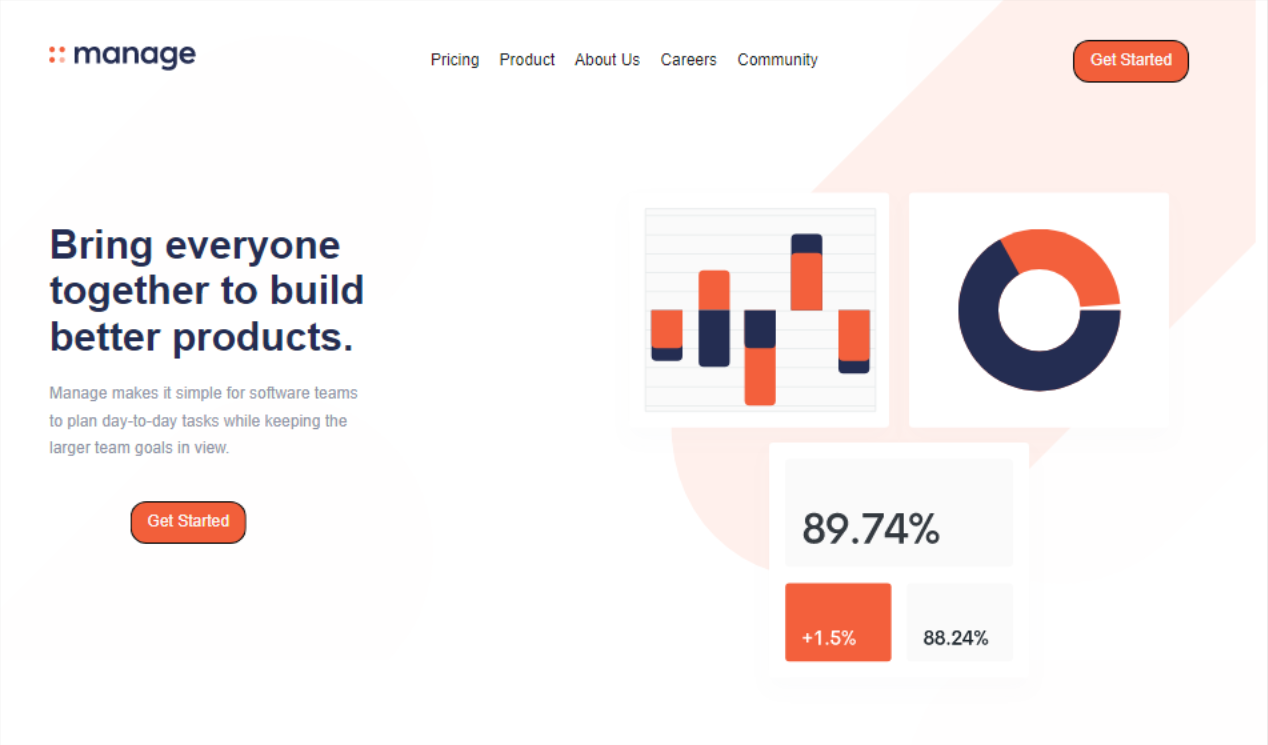 manage
Pricing Product About Us Careers Community
Get Started
Bring everyone
together to build
better products.
Manage makes it simple for software teams
to plan day-to-day tasks while keeping the
larger team goals in view.
Get Started
89.74%
+1.5%
88.24%